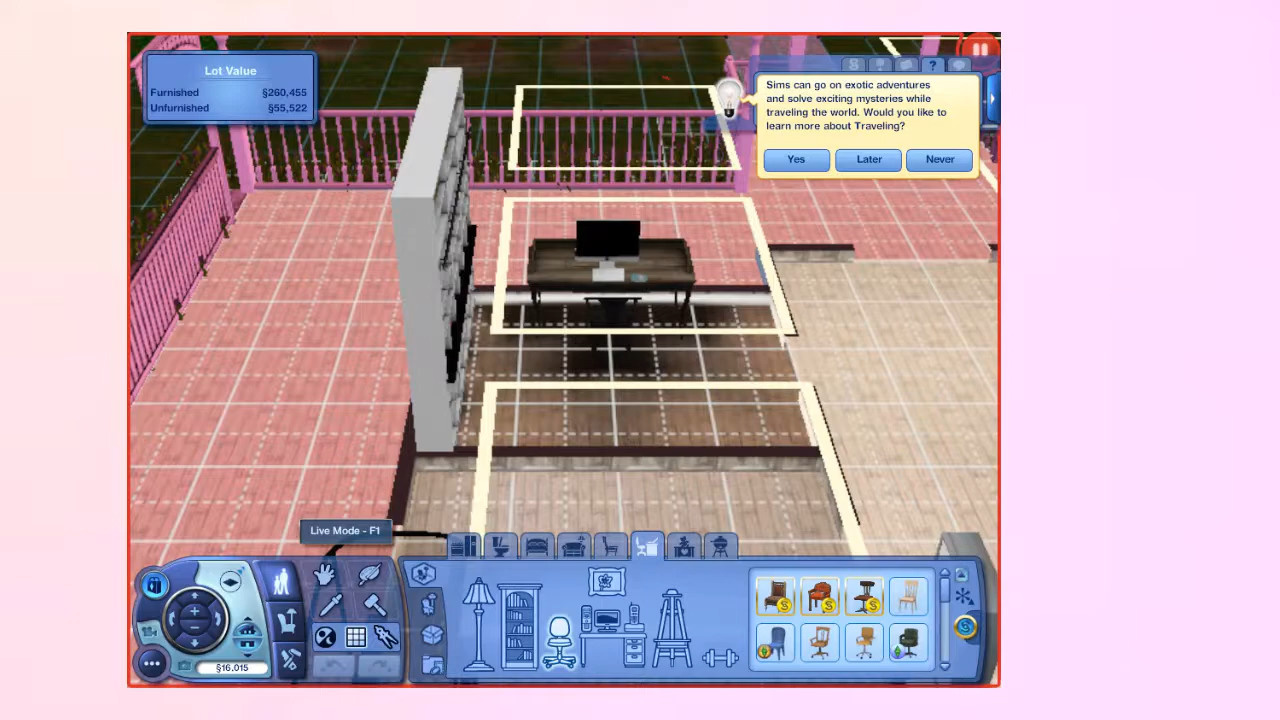 Lot Value
Furnished §260,455
Unfurnished §55,522
Sims can go on exotic adventures
and solve exciting mysteries while
traveling the world. Would you like to
learn more about Traveling?
Yes Later Never
Live Mode - F1
§16,015